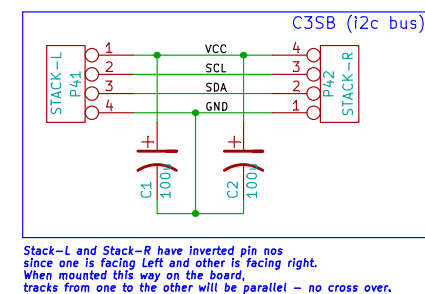 C3SB (i2c bus)
STACK-L
P41
1
2
3
4
VCC
SCL
SDA
GND
4
3
2
1
P42
STACK-R
C1
100u
C2
100u
Stack-L and Stack-R have inverted pin nos
since one is facing Left and other is facing right.
When mounted this way on the board,
tracks from one to the other will be parallel - no cross over.